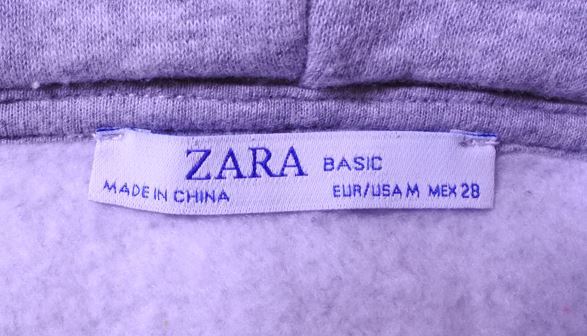 ZARA BASIC
MADE IN CHINA EUR/USA M MEX 28